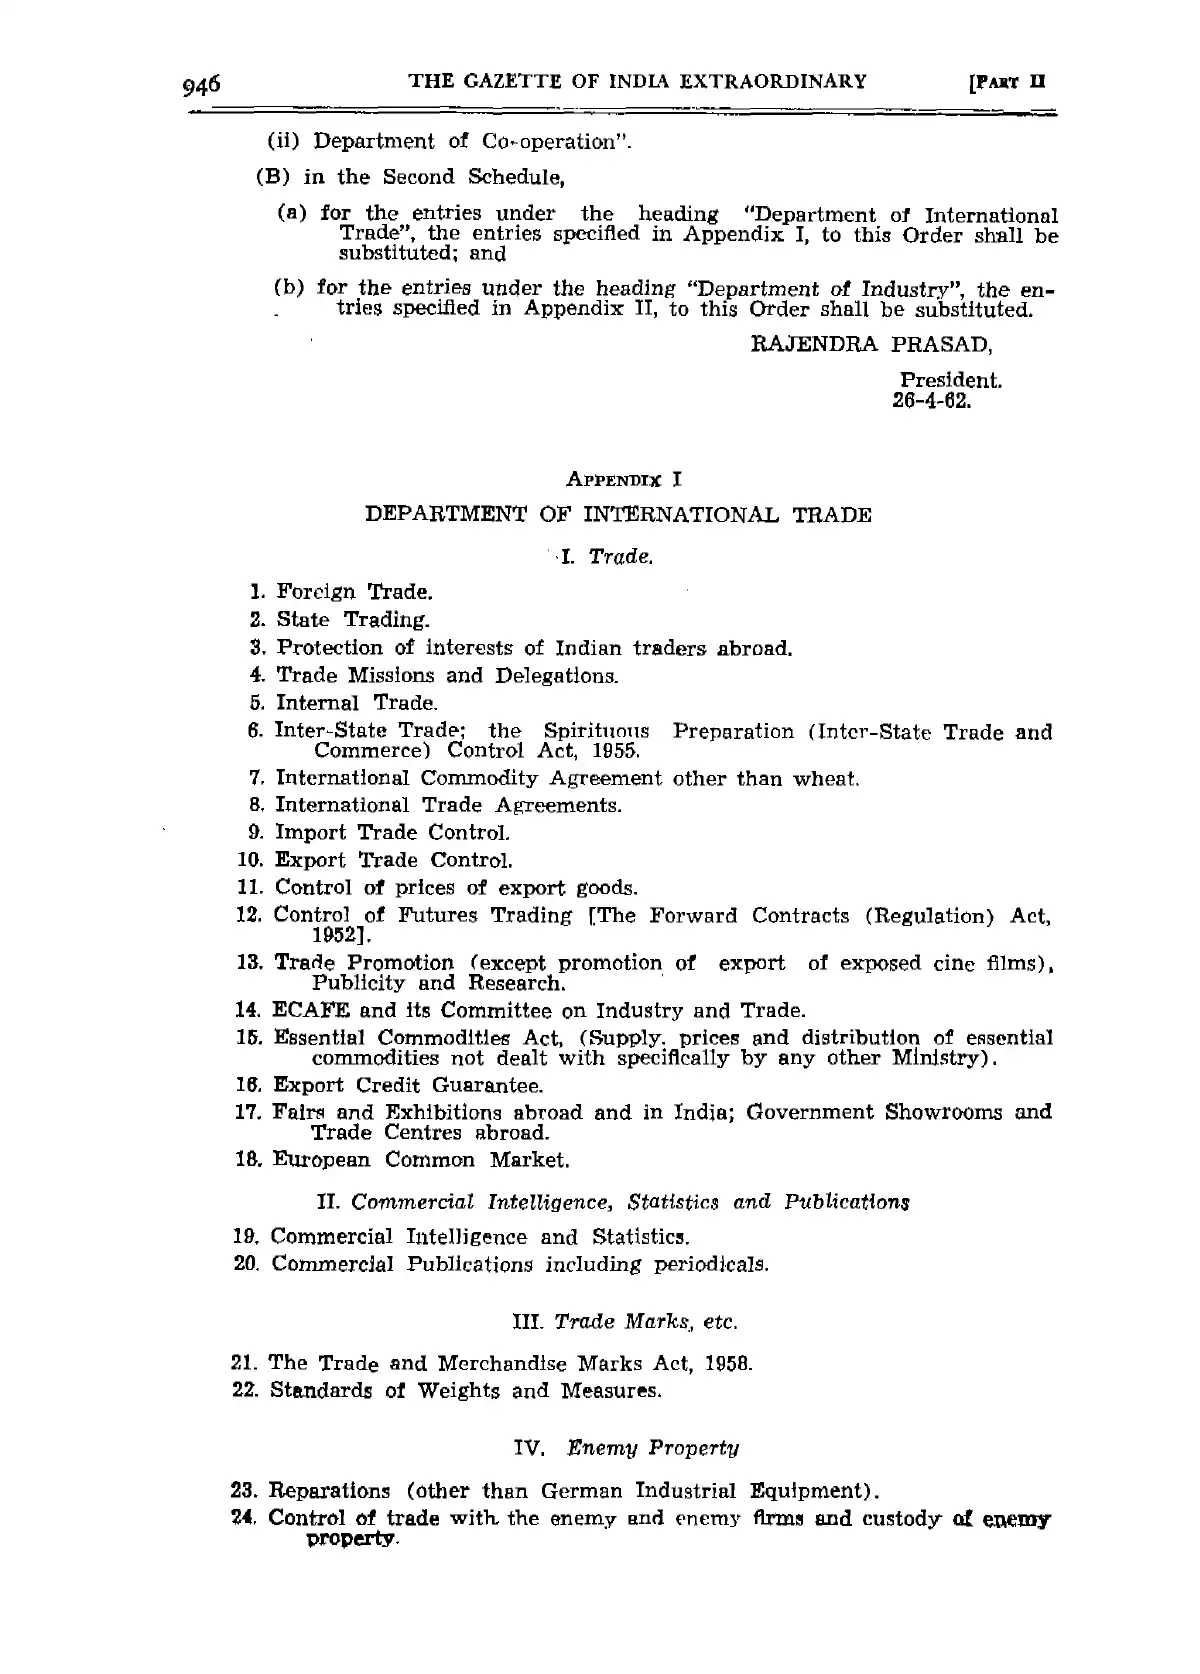 946 THE GAZETTE OF INDIA EXTRAORDINARY [PART II
(ii) Department of Co-operation".
(B) in the Second Schedule,
(a) for the entries under the heading "Department of International
Trade", the entries specified in Appendix I, to this Order shall be
substituted; and
(b) for the entries under the heading "Department of Industry", the en-
tries specified in Appendix II, to this Order shall be substituted.
RAJENDRA PRASAD,
President.
26-4-62.
APPENDIX I
DEPARTMENT OF INTERNATIONAL TRADE
I. Trade.
1. Foreign Trade.
2. State Trading.
3. Protection of interests of Indian traders abroad.
4. Trade Missions and Delegations.
5. Internal Trade.
6. Inter-State Trade; the Spirituous Preparation (Inter-State Trade and
Commerce) Control Act, 1955.
7. International Commodity Agreement other than wheat.
8. International Trade Agreements.
9. Import Trade Control.
10. Export Trade Control.
11. Control of prices of export goods.
12. Control of Futures Trading [The Forward Contracts (Regulation) Act,
1952].
13. Trade Promotion (except promotion of export of exposed cine films),
Publicity and Research.
14. ECAFE and its Committee on Industry and Trade.
15. Essential Commodities Act, (Supply, prices and distribution of essential
commodities not dealt with specifically by any other Ministry).
16. Export Credit Guarantee.
17. Fairs and Exhibitions abroad and in India; Government Showrooms and
Trade Centres abroad.
18. European Common Market.
II. Commercial Intelligence, Statistics and Publications
19. Commercial Intelligence and Statistics.
20. Commercial Publications including periodicals.
III. Trade Marks, etc.
21. The Trade and Merchandise Marks Act, 1958.
22. Standards of Weights and Measures.
IV. Enemy Property
23. Reparations (other than German Industrial Equipment).
24. Control of trade with the enemy and enemy firms and custody of enemy
property.